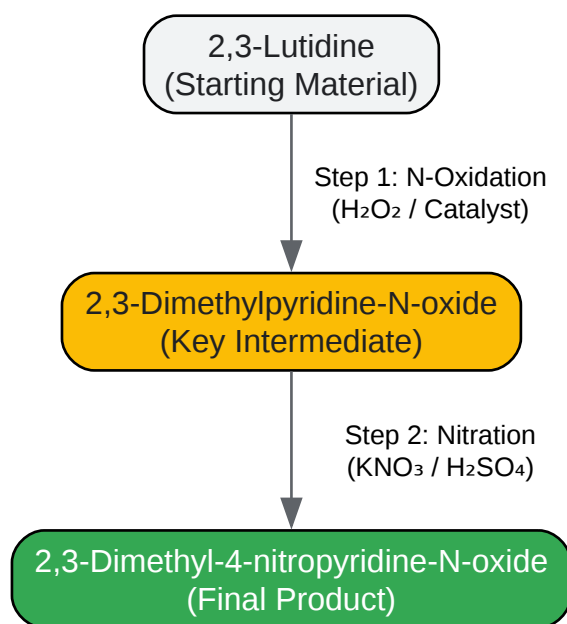 2,3-Lutidine
(Starting Material)
Step 1: N-Oxidation
(H₂O₂ / Catalyst)
2,3-Dimethylpyridine-N-oxide
(Key Intermediate)
Step 2: Nitration
(KNO₃ / H₂SO₄)
2,3-Dimethyl-4-nitropyridine-N-oxide
(Final Product)